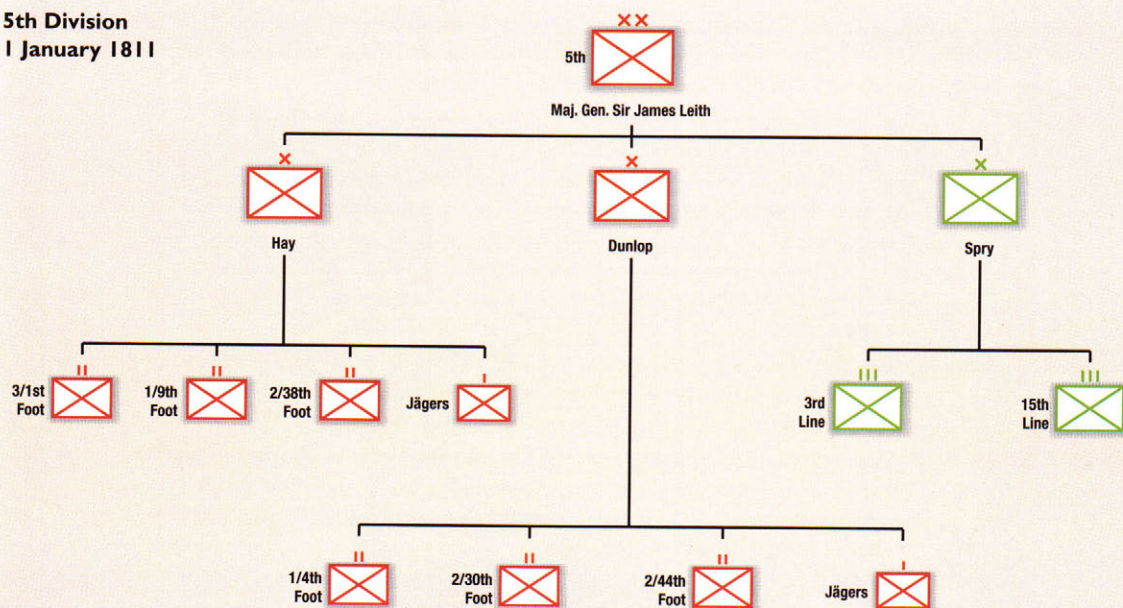 5th Division
1 January 1811
5th
Maj. Gen. Sir James Leith
Hay
Dunlop
Spry
3/1st
Foot
1/9th
Foot
2/38th
Foot
Jägers
3rd
Line
15th
Line
1/4th
Foot
2/30th
Foot
2/44th
Foot
Jägers